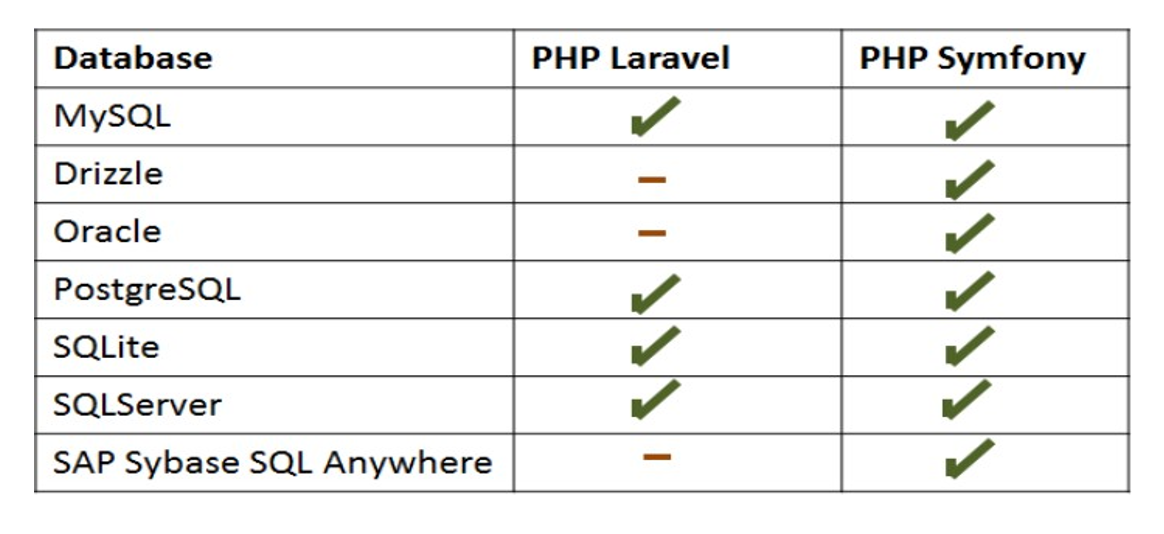 Database PHP Laravel PHP Symfony
MySQL ✔ ✔
Drizzle – ✔
Oracle – ✔
PostgreSQL ✔ ✔
SQLite ✔ ✔
SQLServer ✔ ✔
SAP Sybase SQL Anywhere – ✔